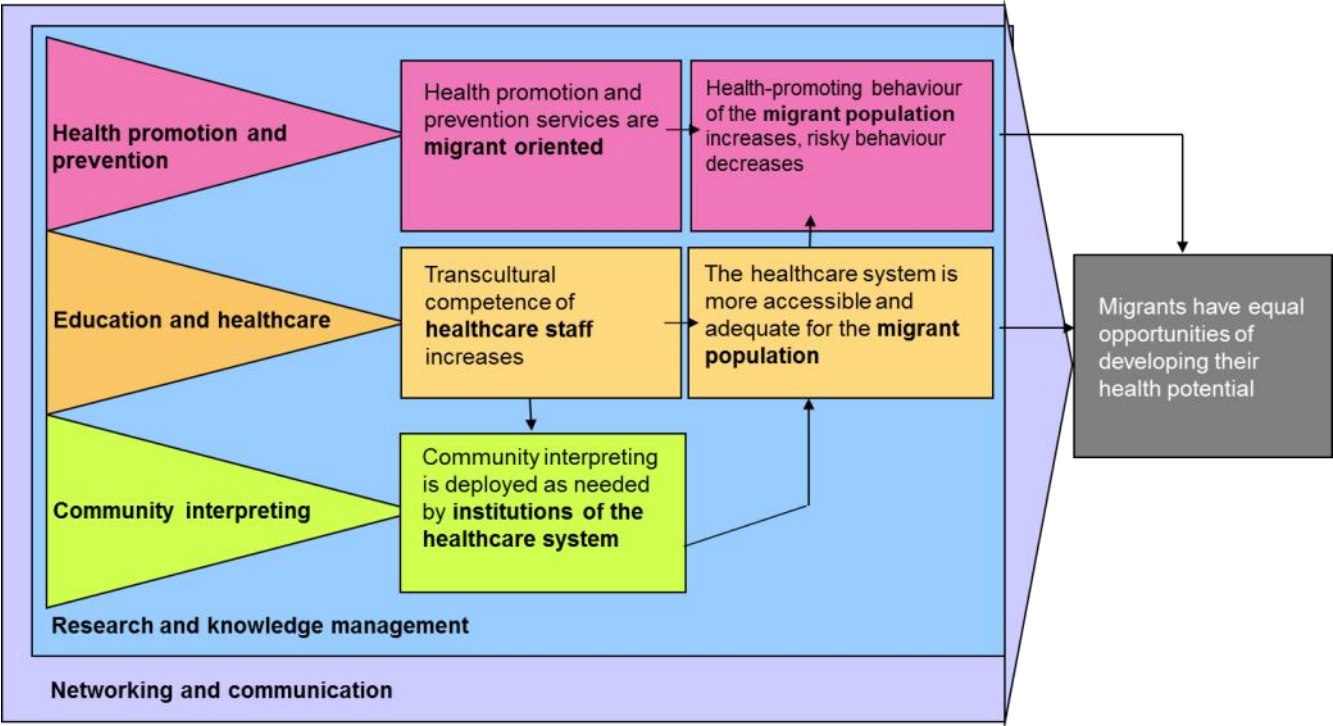 Health promotion and
prevention
Health promotion and
prevention services are
migrant oriented
Health-promoting behaviour
of the migrant population
increases, risky behaviour
decreases
Education and healthcare
Transcultural
competence of
healthcare staff
increases
The healthcare system is
more accessible and
adequate for the migrant
population
Migrants have equal
opportunities of
developing their
health potential
Community interpreting
Community interpreting
is deployed as needed
by institutions of the
healthcare system
Research and knowledge management
Networking and communication